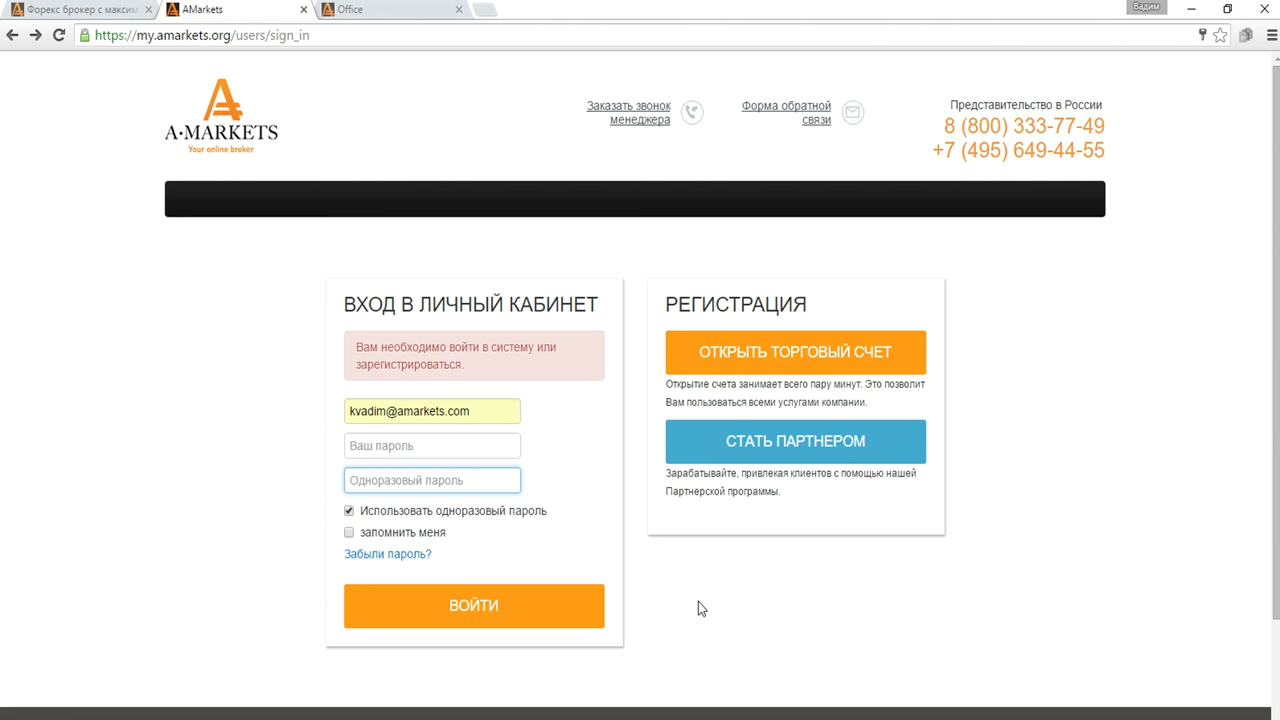 Форекс брокер с максим
AMarkets
Office
Вадим
https://my.amarkets.org/users/sign_in
A·MARKETS
Your online broker
Заказать звонок
менеджера
Форма обратной
связи
Представительство в России
8 (800) 333-77-49
+7 (495) 649-44-55
ВХОД В ЛИЧНЫЙ КАБИНЕТ
Вам необходимо войти в систему или
зарегистрироваться.
kvadim@amarkets.com
Ваш пароль
Одноразовый пароль
Использовать одноразовый пароль
запомнить меня
Забыли пароль?
ВОЙТИ
РЕГИСТРАЦИЯ
ОТКРЫТЬ ТОРГОВЫЙ СЧЕТ
Открытие счета занимает всего пару минут. Это позволит
Вам пользоваться всеми услугами компании.
СТАТЬ ПАРТНЕРОМ
Зарабатывайте, привлекая клиентов с помощью нашей
Партнерской программы.